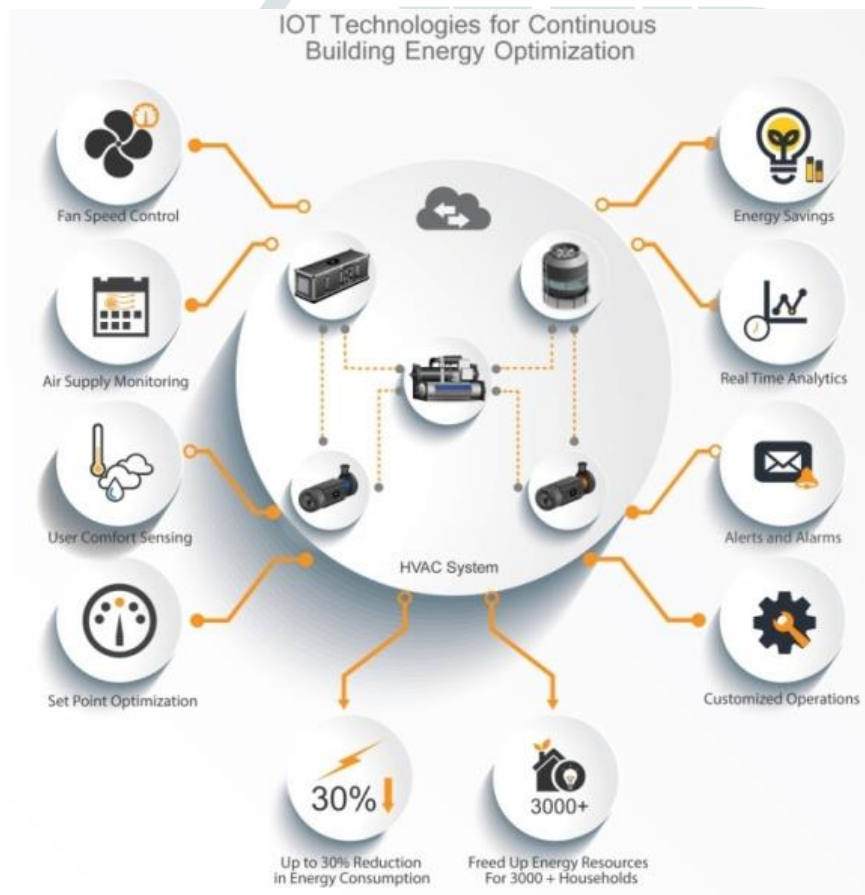 IOT Technologies for Continuous
Building Energy Optimization
Fan Speed Control
Energy Savings
Air Supply Monitoring
Real Time Analytics
User Comfort Sensing
Alerts and Alarms
HVAC System
Set Point Optimization
Customized Operations
30%
3000+
Up to 30% Reduction
in Energy Consumption
Freed Up Energy Resources
For 3000 + Households